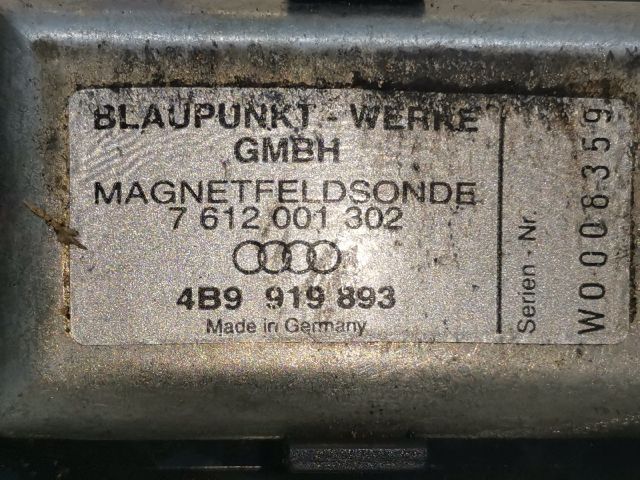 BLAUPUNKT - WERKE
GMBH
MAGNETFELDSONDE
7 612 001 302
4B9 919 893
Made in Germany
Serien - Nr.
W0008359